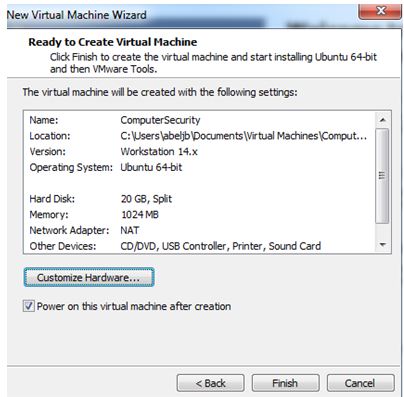 New Virtual Machine Wizard
Ready to Create Virtual Machine
Click Finish to create the virtual machine and start installing Ubuntu 64-bit
and then VMware Tools.
The virtual machine will be created with the following settings:
Name: ComputerSecurity
Location: C:\Users\abeljb\Documents\Virtual Machines\Comput...
Version: Workstation 14.x
Operating System: Ubuntu 64-bit
Hard Disk: 20 GB, Split
Memory: 1024 MB
Network Adapter: NAT
Other Devices: CD/DVD, USB Controller, Printer, Sound Card
Customize Hardware...
Power on this virtual machine after creation
< Back Finish Cancel